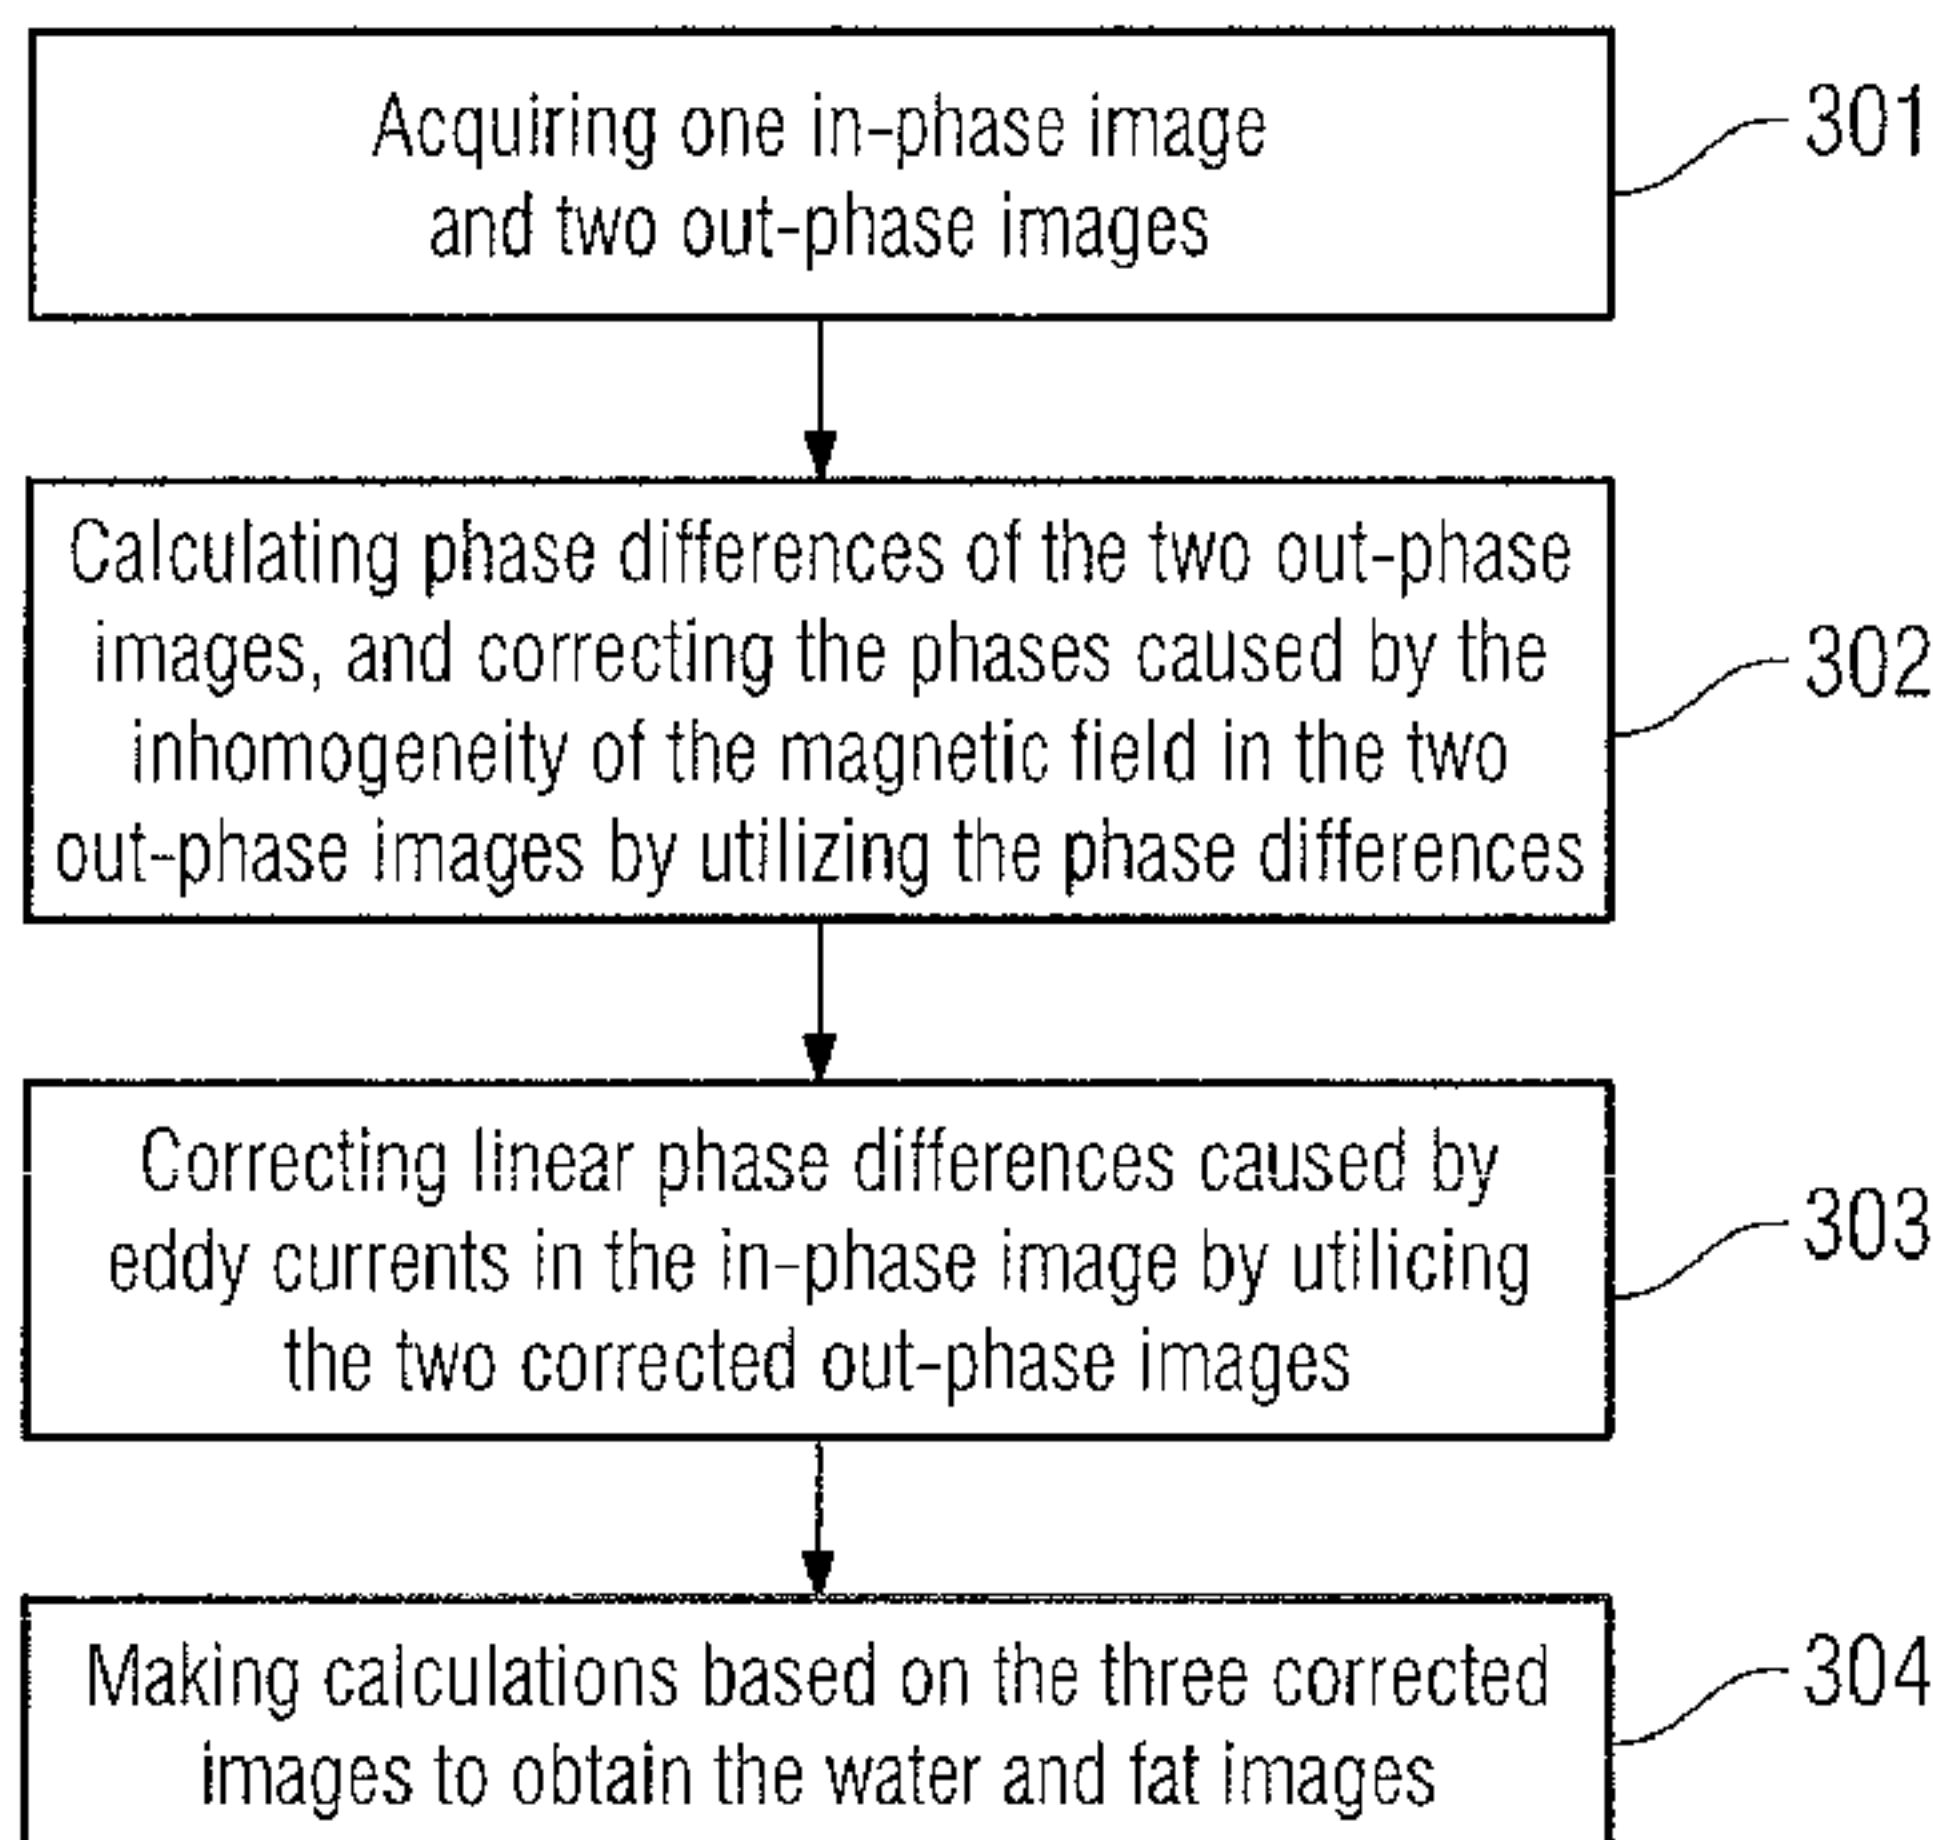 Acquiring one in-phase image
and two out-phase images
301
Calculating phase differences of the two out-phase
images, and correcting the phases caused by the
inhomogeneity of the magnetic field in the two
out-phase images by utilizing the phase differences
302
Correcting linear phase differences caused by
eddy currents in the in-phase image by utilicing
the two corrected out-phase images
303
Making calculations based on the three corrected
images to obtain the water and fat images
304